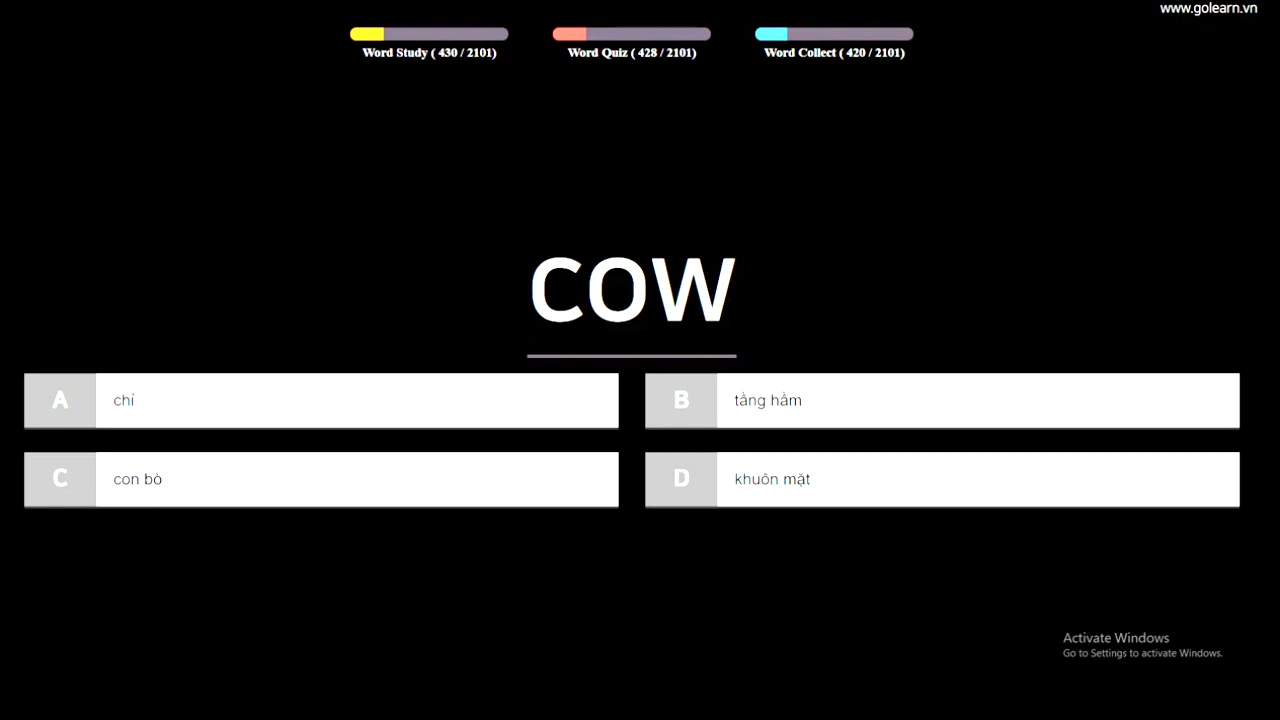 www.golearn.vn
Word Study ( 430 / 2101)
Word Quiz ( 428 / 2101)
Word Collect ( 420 / 2101)
COW
A chỉ
B tầng hầm
C con bò
D khuôn mặt
Activate Windows
Go to Settings to activate Windows.